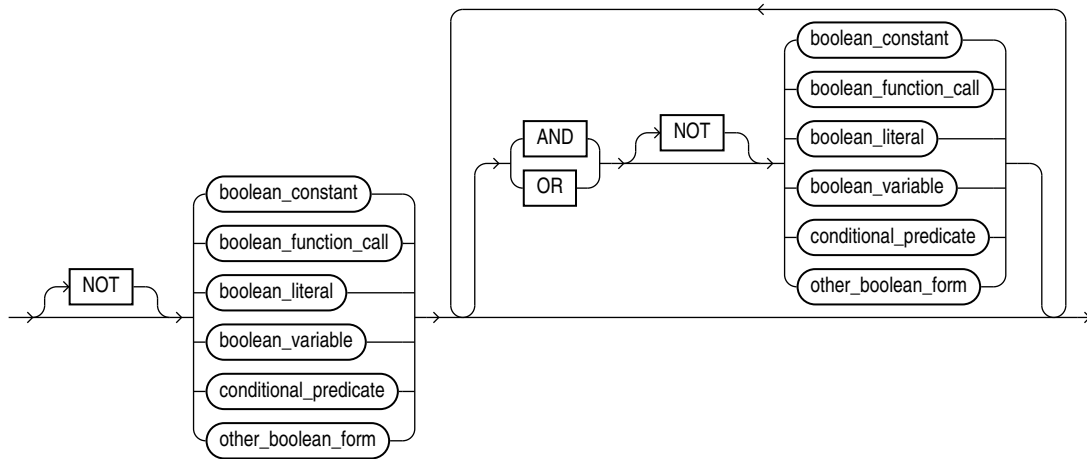 NOT
boolean_constant
boolean_function_call
boolean_literal
boolean_variable
conditional_predicate
other_boolean_form
AND
OR
NOT
boolean_constant
boolean_function_call
boolean_literal
boolean_variable
conditional_predicate
other_boolean_form